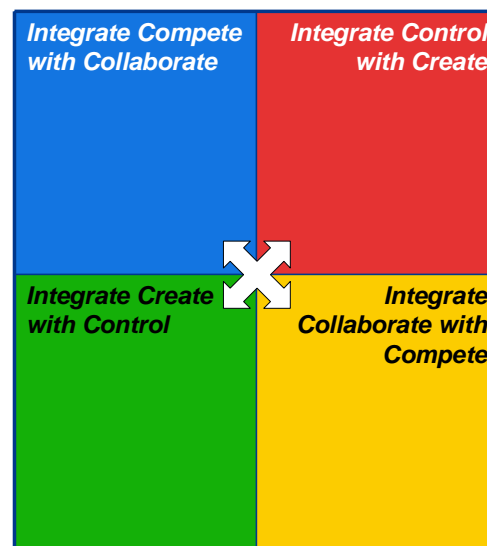 Integrate Compete
with Collaborate
Integrate Control
with Create
Integrate Create
with Control
Integrate
Collaborate with
Compete